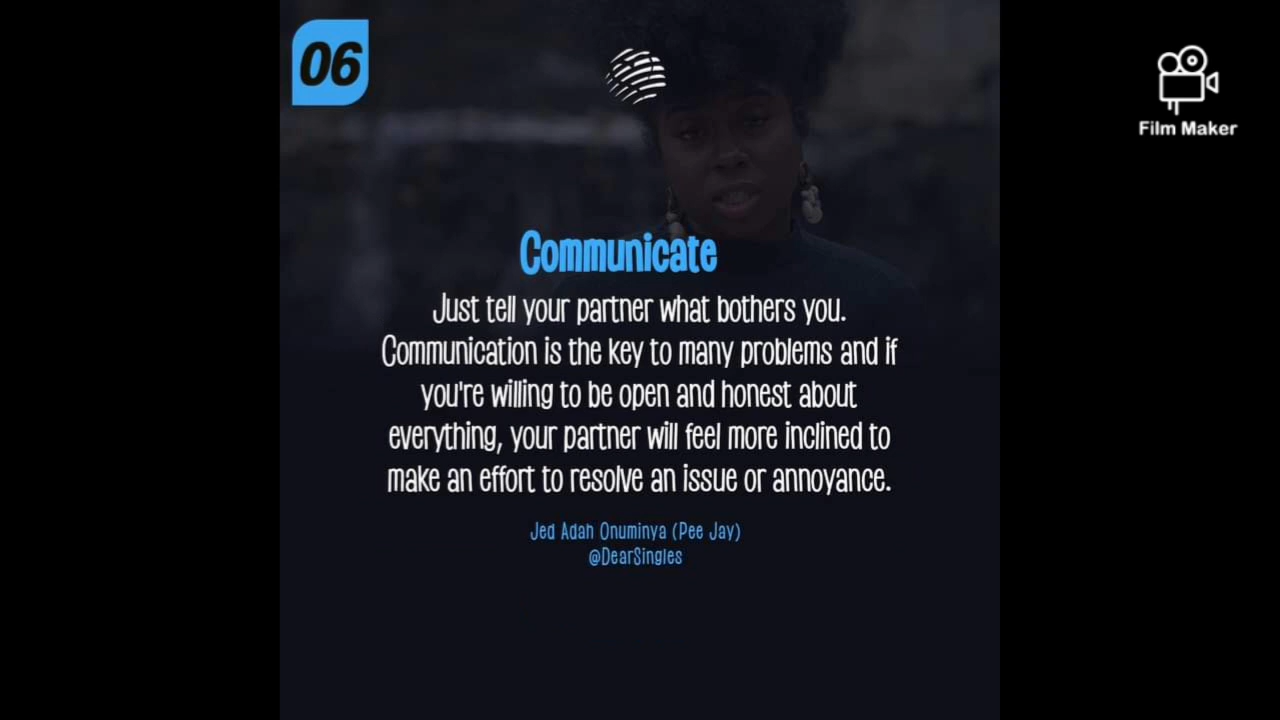 06
Film Maker
Communicate
Just tell your partner what bothers you.
Communication is the key to many problems and if
you're willing to be open and honest about
everything, your partner will feel more inclined to
make an effort to resolve an issue or annoyance.
Jed Adah Onuminya (Pee Jay)
@DearSingles